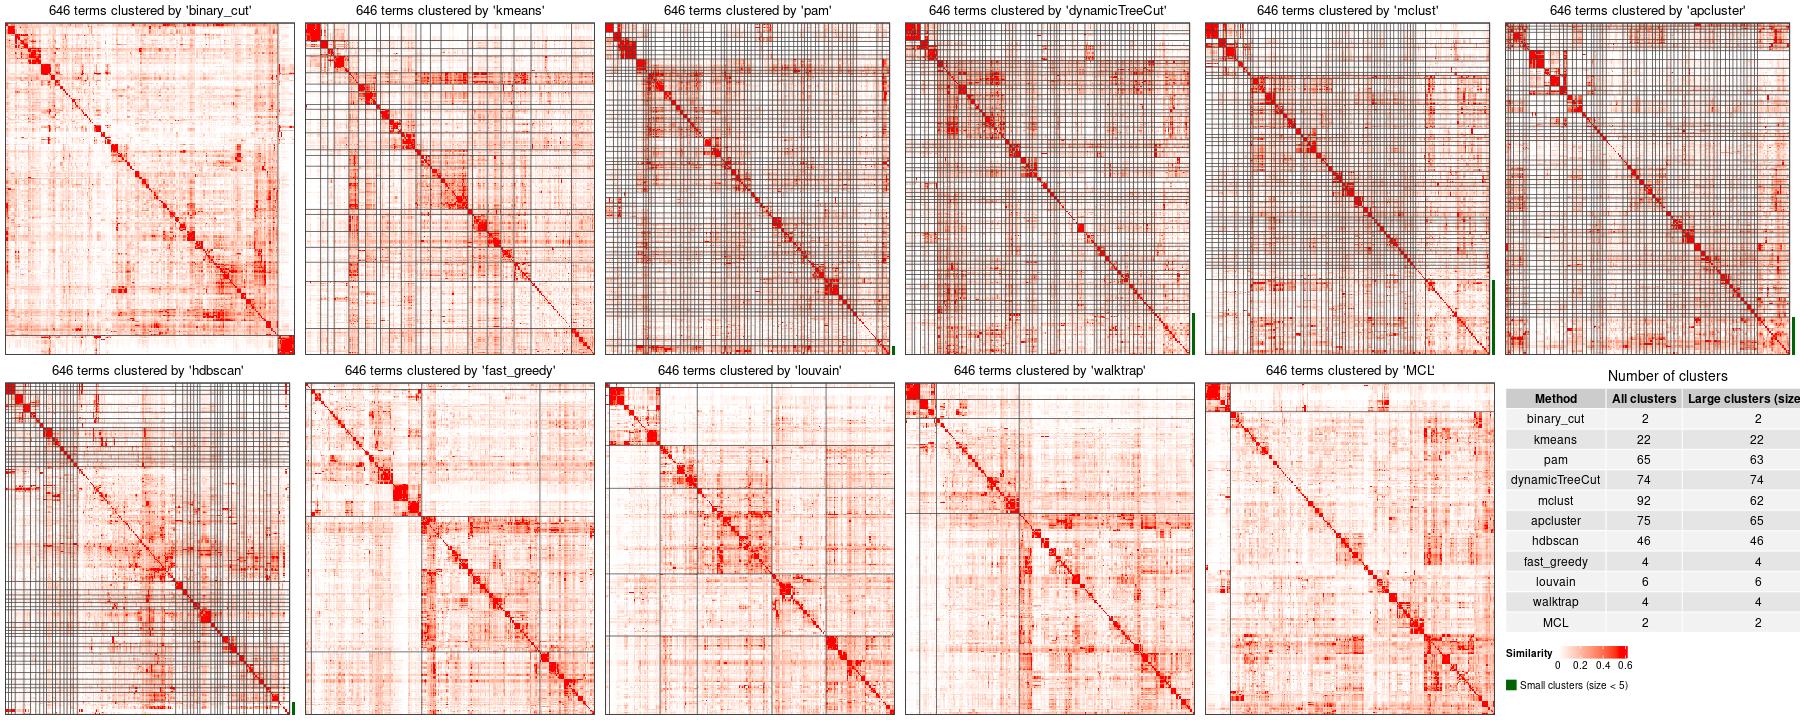 646 terms clustered by 'binary_cut'
646 terms clustered by 'kmeans'
646 terms clustered by 'pam'
646 terms clustered by 'dynamicTreeCut'
646 terms clustered by 'mclust'
646 terms clustered by 'apcluster'
646 terms clustered by 'hdbscan'
646 terms clustered by 'fast_greedy'
646 terms clustered by 'louvain'
646 terms clustered by 'walktrap'
646 terms clustered by 'MCL'
Number of clusters
Method All clusters Large clusters (size
binary_cut 2 2
kmeans 22 22
pam 65 63
dynamicTreeCut 74 74
mclust 92 62
apcluster 75 65
hdbscan 46 46
fast_greedy 4 4
louvain 6 6
walktrap 4 4
MCL 2 2
Similarity
0 0.2 0.4 0.6
Small clusters (size < 5)